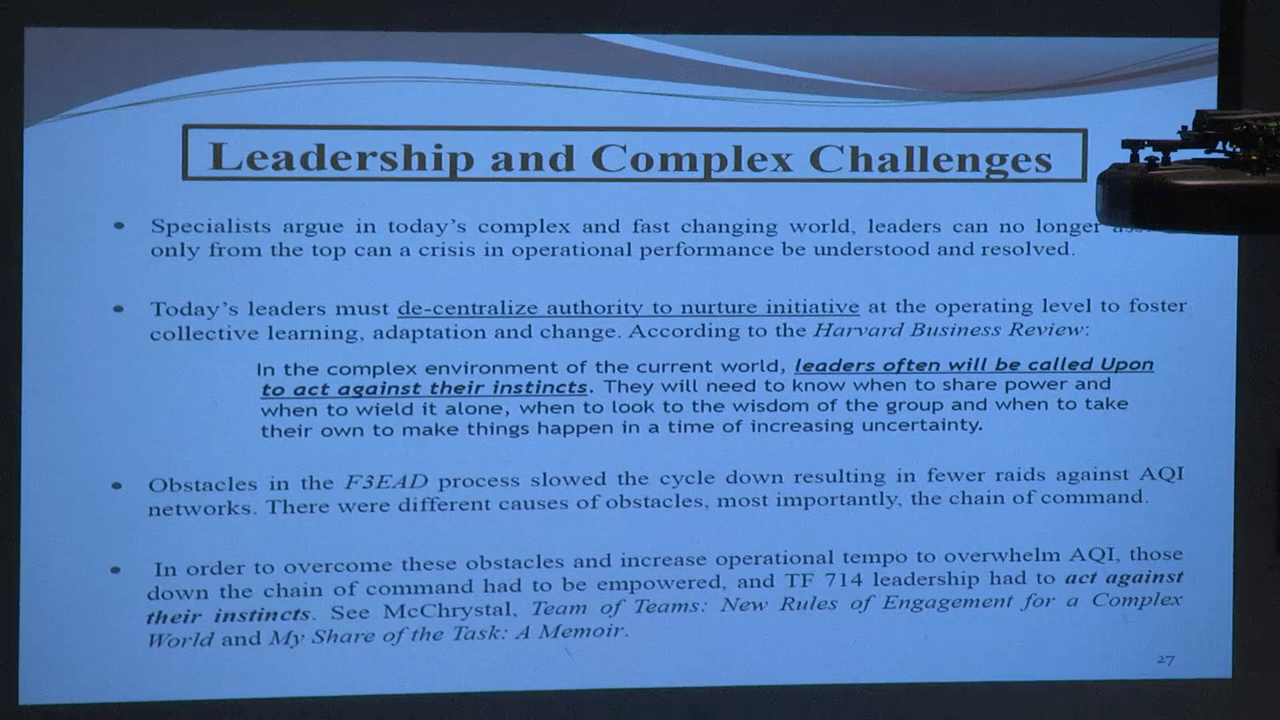 Leadership and Complex Challenges
• Specialists argue in today's complex and fast changing world, leaders can no longer
only from the top can a crisis in operational performance be understood and resolved.
• Today's leaders must de-centralize authority to nurture initiative at the operating level to foster
collective learning, adaptation and change. According to the Harvard Business Review:
In the complex environment of the current world, leaders often will be called Upon
to act against their instincts. They will need to know when to share power and
when to wield it alone, when to look to the wisdom of the group and when to take
their own to make things happen in a time of increasing uncertainty.
• Obstacles in the F3EAD process slowed the cycle down resulting in fewer raids against AQI
networks. There were different causes of obstacles, most importantly, the chain of command.
• In order to overcome these obstacles and increase operational tempo to overwhelm AQI, those
down the chain of command had to be empowered, and TF 714 leadership had to act against
their instincts. See McChrystal, Team of Teams: New Rules of Engagement for a Complex
World and My Share of the Task: A Memoir.
27